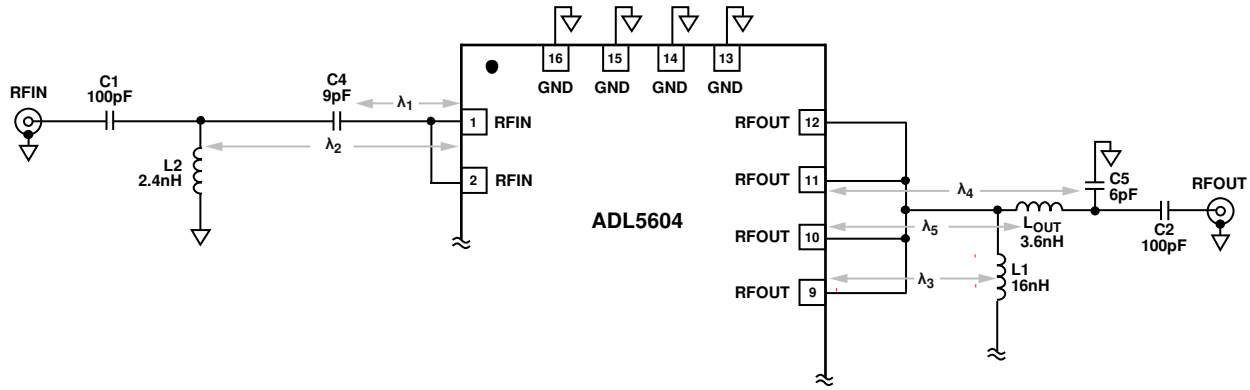 RFIN
C1
100pF
L2
2.4nH
C4
9pF
λ1
λ2
16
15
14
13
GND
GND
GND
GND
1
RFIN
2
RFIN
ADL5604
RFOUT
12
RFOUT
11
RFOUT
10
RFOUT
9
λ4
λ5
λ3
LOUT
3.6nH
L1
16nH
C5
6pF
C2
100pF
RFOUT